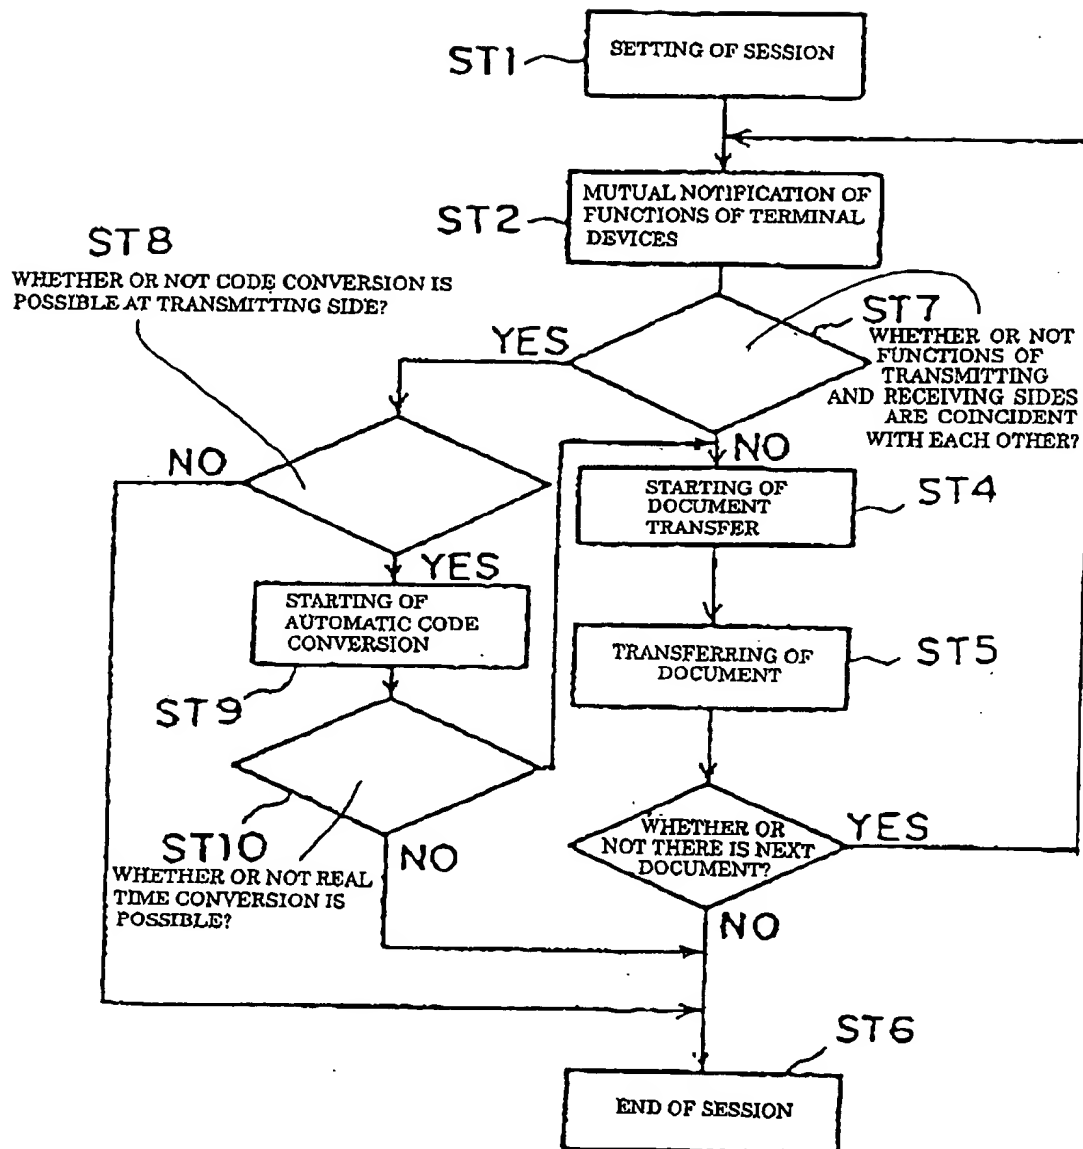 ST1
SETTING OF SESSION
ST2
MUTUAL NOTIFICATION OF
FUNCTIONS OF TERMINAL
DEVICES
ST8
WHETHER OR NOT CODE CONVERSION IS
POSSIBLE AT TRANSMITTING SIDE?
ST7
WHETHER OR NOT
FUNCTIONS OF
TRANSMITTING
AND RECEIVING SIDES
ARE COINCIDENT
WITH EACH OTHER?
YES
NO
NO
ST4
STARTING OF
DOCUMENT
TRANSFER
YES
STARTING OF
AUTOMATIC CODE
CONVERSION
ST9
TRANSFERRING OF
DOCUMENT
ST5
ST10
WHETHER OR NOT REAL
TIME CONVERSION IS
POSSIBLE?
NO
WHETHER OR
NOT THERE IS NEXT
DOCUMENT?
YES
NO
ST6
END OF SESSION